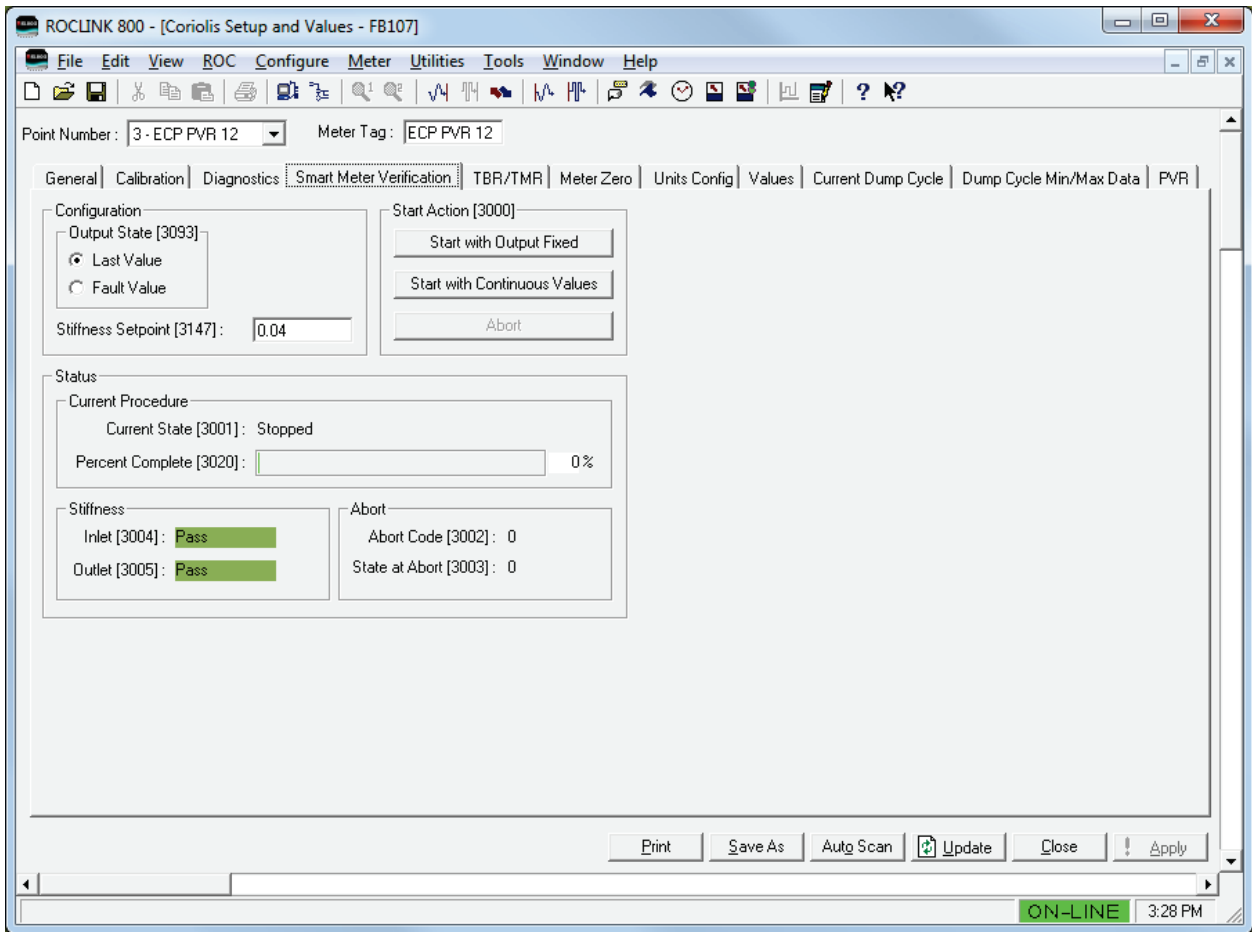 ROCLINK 800 - [Coriolis Setup and Values - FB107]
File Edit View ROC Configure Meter Utilities Tools Window Help
Point Number : 3 - ECP PVR 12 Meter Tag : ECP PVR 12
General Calibration Diagnostics Smart Meter Verification TBR/TMR Meter Zero Units Config Values Current Dump Cycle Dump Cycle Min/Max Data PVR
Configuration
Output State [3093]
Last Value
Fault Value
Stiffness Setpoint [3147] : 0.04
Start Action [3000]
Start with Output Fixed
Start with Continuous Values
Abort
Status
Current Procedure
Current State [3001] : Stopped
Percent Complete [3020] : 0%
Stiffness
Inlet [3004] : Pass
Outlet [3005] : Pass
Abort
Abort Code [3002] : 0
State at Abort [3003] : 0
Print Save As Auto Scan Update Close ! Apply
ON-LINE 3:28 PM